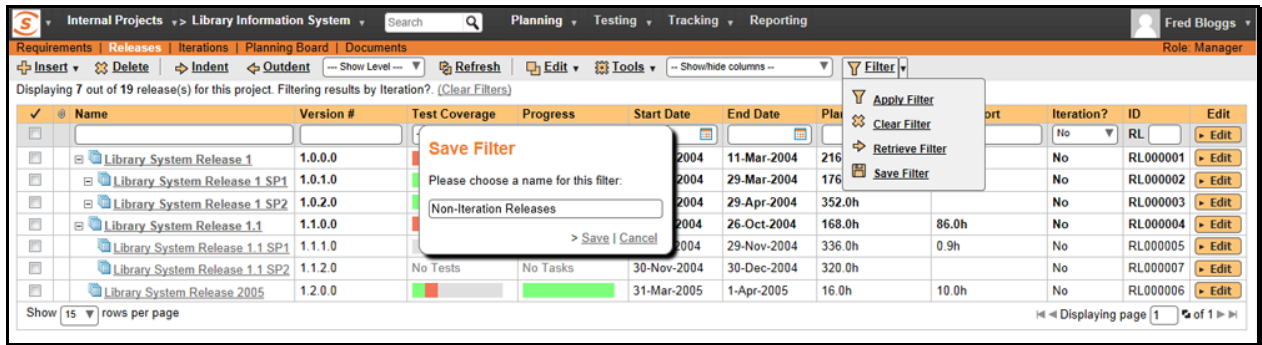 Internal Projects > Library Information System Search Planning Testing Tracking Reporting Fred Bloggs
Requirements | Releases | Iterations | Planning Board | Documents Role: Manager
Insert Delete Indent Outdent -- Show Level -- Refresh Edit Tools -- Show/hide columns -- Filter
Displaying 7 out of 19 release(s) for this project. Filtering results by Iteration?. (Clear Filters)
Apply Filter
Clear Filter
Retrieve Filter
Save Filter
Name Version # Test Coverage Progress Start Date End Date Plan ort Iteration? ID Edit
No RL Edit
Library System Release 1 1.0.0.0 2004 11-Mar-2004 216 No RL000001 Edit
Library System Release 1 SP1 1.0.1.0 2004 29-Mar-2004 176 No RL000002 Edit
Library System Release 1 SP2 1.0.2.0 2004 29-Apr-2004 352.0h No RL000003 Edit
Library System Release 1.1 1.1.0.0 2004 26-Oct-2004 168.0h 86.0h No RL000004 Edit
Library System Release 1.1 SP1 1.1.1.0 2004 29-Nov-2004 336.0h 0.9h No RL000005 Edit
Library System Release 1.1 SP2 1.1.2.0 No Tests No Tasks 30-Nov-2004 30-Dec-2004 320.0h No RL000007 Edit
Library System Release 2005 1.2.0.0 31-Mar-2005 1-Apr-2005 16.0h 10.0h No RL000006 Edit
Save Filter
Please choose a name for this filter:
Non-Iteration Releases
> Save | Cancel
Show 15 rows per page Displaying page 1 of 1